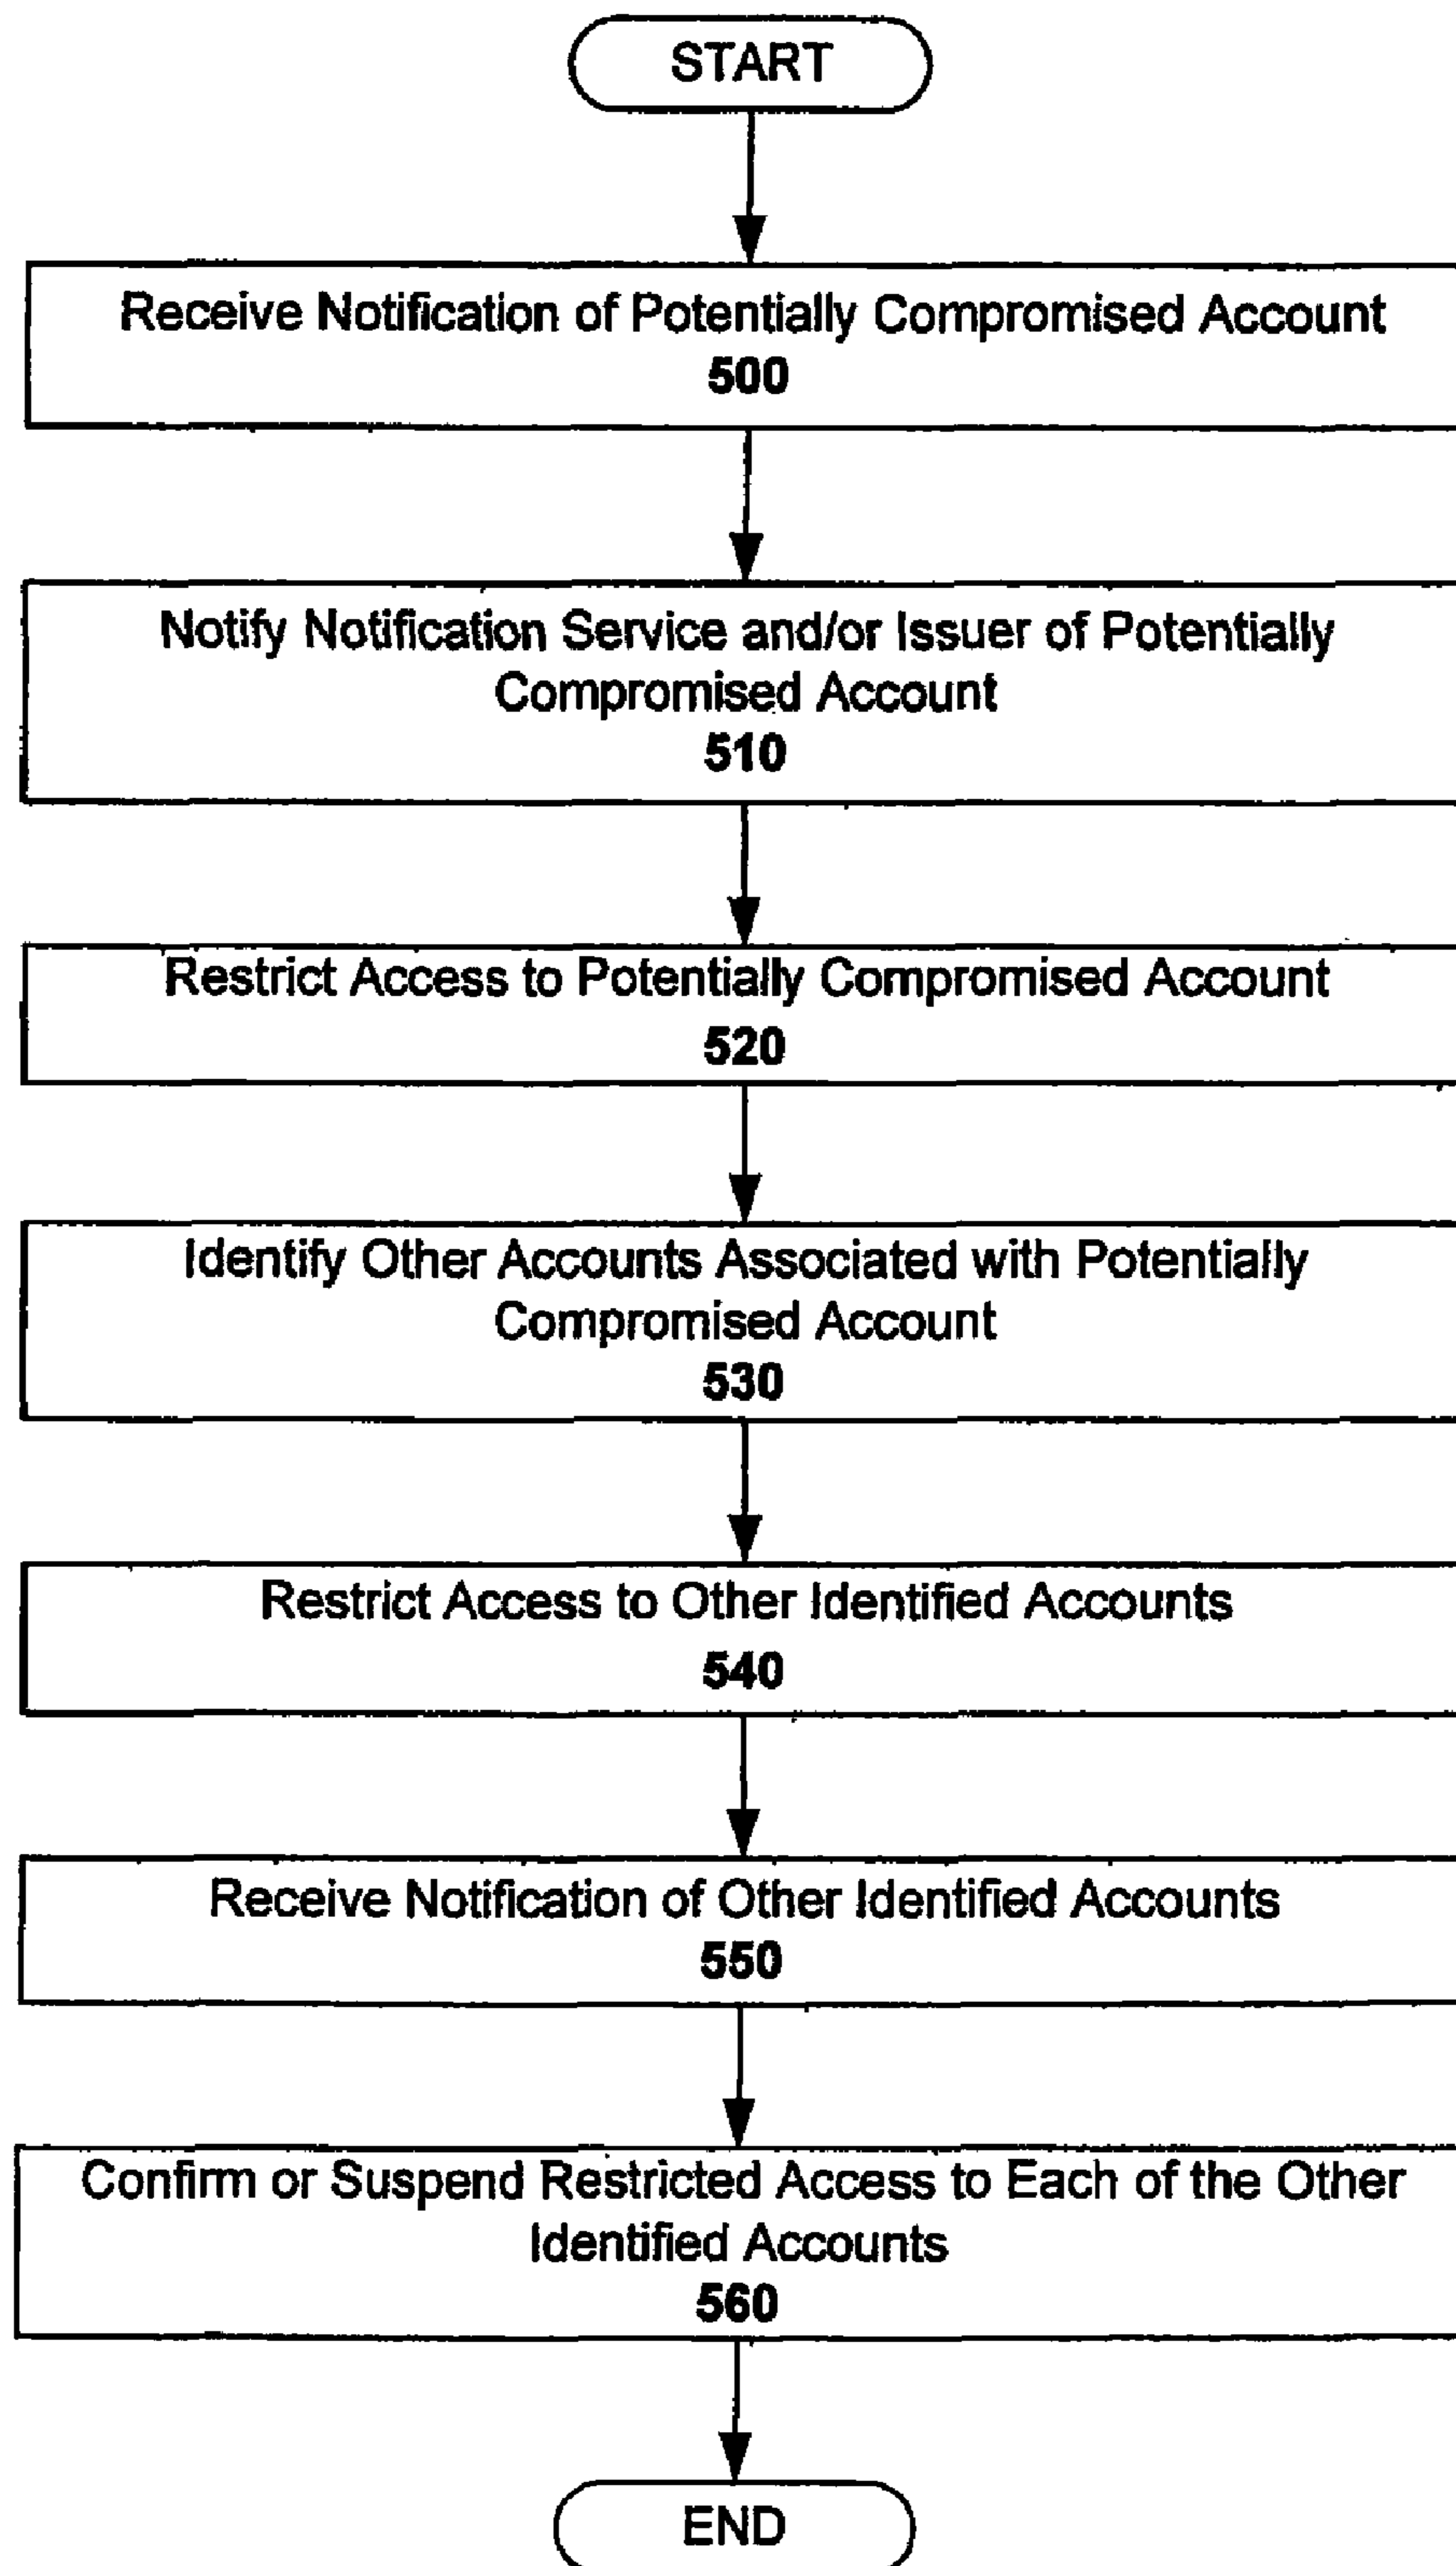 START
Receive Notification of Potentially Compromised Account
500
Notify Notification Service and/or Issuer of Potentially
Compromised Account
510
Restrict Access to Potentially Compromised Account
520
Identify Other Accounts Associated with Potentially
Compromised Account
530
Restrict Access to Other Identified Accounts
540
Receive Notification of Other Identified Accounts
550
Confirm or Suspend Restricted Access to Each of the Other
Identified Accounts
560
END